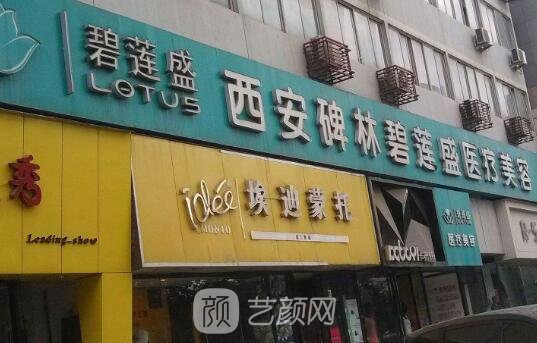 碧莲盛
LOTUS
西安碑林碧莲盛医疗美容
秀
Leading-show
idée
埃迪蒙托
医疗美容
颜艺颜网